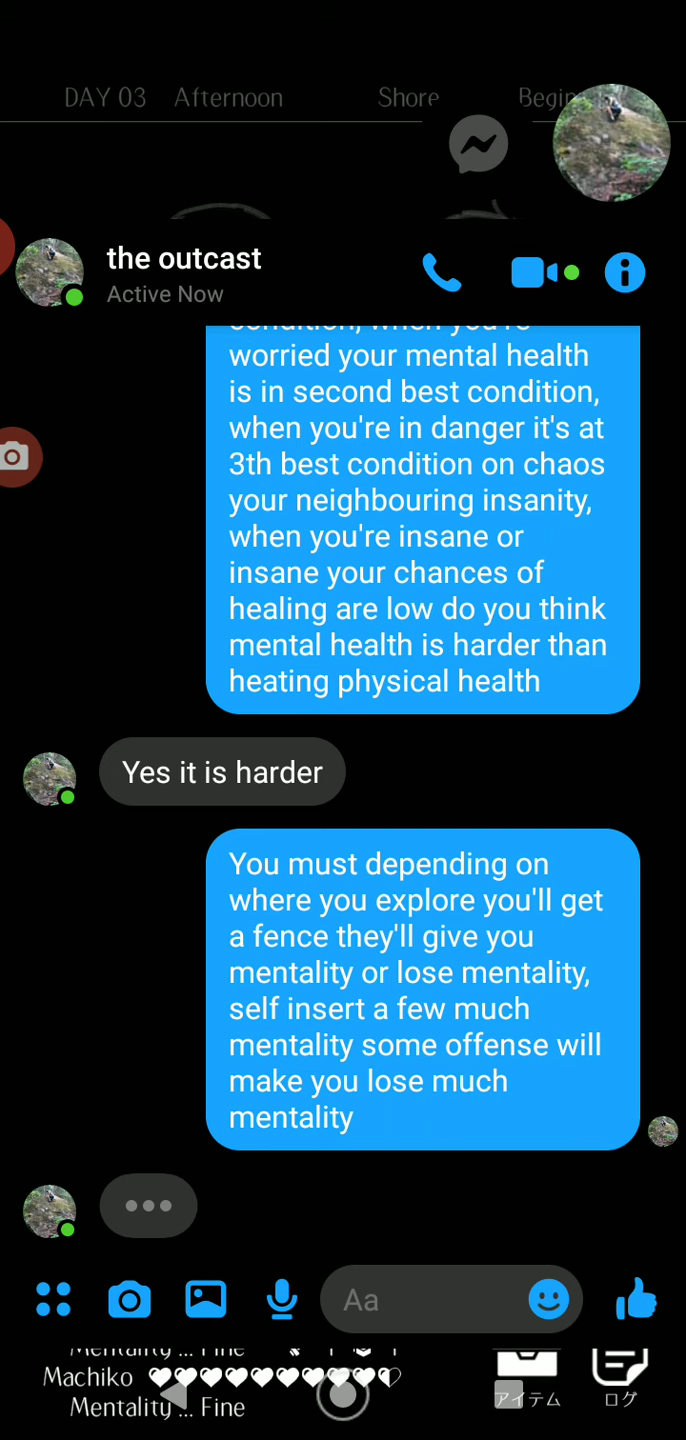 DAY 03 Afternoon Shore Begin
the outcast
Active Now
condition, when you're
worried your mental health
is in second best condition,
when you're in danger it's at
3th best condition on chaos
your neighbouring insanity,
when you're insane or
insane your chances of
healing are low do you think
mental health is harder than
heating physical health
Yes it is harder
You must depending on
where you explore you'll get
a fence they'll give you
mentality or lose mentality,
self insert a few much
mentality some offense will
make you lose much
mentality
Aa
Mentality ... Fine
Machiko
Mentality ... Fine
アイテム
ログ